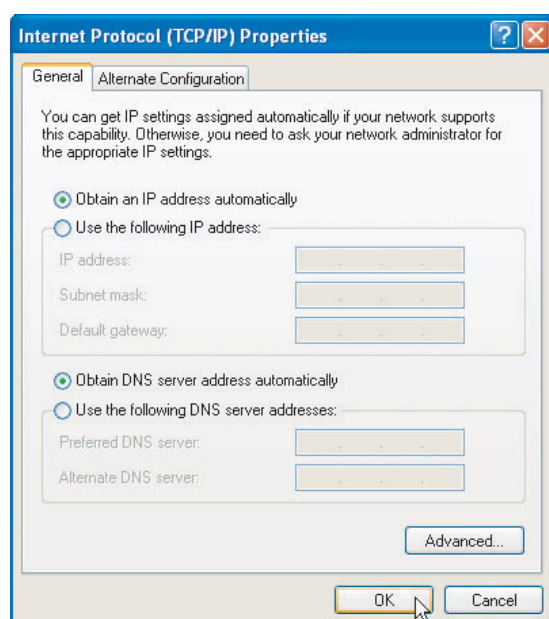 Internet Protocol (TCP/IP) Properties
General
Alternate Configuration
You can get IP settings assigned automatically if your network supports
this capability. Otherwise, you need to ask your network administrator for
the appropriate IP settings.
Obtain an IP address automatically
Use the following IP address:
IP address:
Subnet mask:
Default gateway:
Obtain DNS server address automatically
Use the following DNS server addresses:
Preferred DNS server:
Alternate DNS server:
Advanced...
OK
Cancel